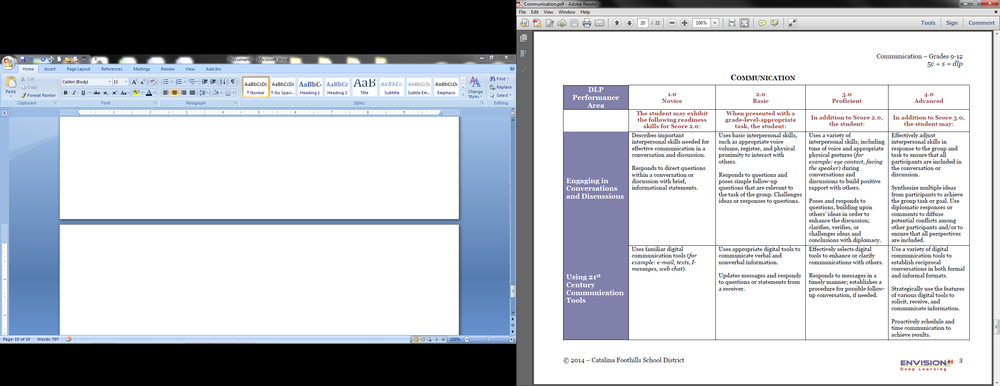 Document1 - Microsoft Word
Home Insert Page Layout References Mailings Review View Add-Ins
Paste
Cut
Copy
Format Painter
Clipboard
Calibri (Body) 11
Font
Paragraph
AaBbCcDc AaBbCcDc AaBbC AaBbCc AaB AaBbCc. AaBbCcDc AaBbCcDc
¶ Normal ¶ No Spaci... Heading 1 Heading 2 Title Subtitle Subtle Em... Emphasis
Change
Styles
Styles
Find
Replace
Select
Editing
1 2 3 4 5 6 7 8 9
1
2
Page: 10 of 10 Words: 707
100%
Communication.pdf - Adobe Reader
File Edit View Window Help
20 / 22 100% Tools Sign Comment
Communication – Grades 9-12
5c + s = dlp
COMMUNICATION
DLP
Performance
Area
1.0
Novice
2.0
Basic
3.0
Proficient
4.0
Advanced
The student may exhibit
the following readiness
skills for Score 2.0:
When presented with a
grade-level-appropriate
task, the student:
In addition to Score 2.0,
the student:
In addition to Score 3.0,
the student may:
Engaging in
Conversations
and Discussions
Describes important
interpersonal skills needed for
effective communication in a
conversation and discussion.
Responds to direct questions
within a conversation or
discussion with brief,
informational statements.
Uses basic interpersonal skills,
such as appropriate voice
volume, register, and physical
proximity to interact with
others.
Responds to questions and
poses simple follow-up
questions that are relevant to
the task of the group. Challenges
ideas or responses to questions.
Uses a variety of
interpersonal skills, including
tone of voice and appropriate
physical gestures (for
example: eye contact, facing
the speaker) during
conversations and
discussions to build positive
rapport with others.
Poses and responds to
questions, building upon
others’ ideas in order to
enhance the discussion;
clarifies, verifies, or
challenges ideas and
conclusions with diplomacy.
Effectively adjust
interpersonal skills in
response to the group and
task to ensure that all
participants are included in
the conversation or
discussion.
Synthesize multiple ideas
from participants to achieve
the group task or goal. Use
diplomatic responses or
comments to diffuse
potential conflicts among
other participants and/or to
ensure that all perspectives
are included.
Using 21st
Century
Communication
Tools
Uses familiar digital
communication tools (for
example: e-mail, texts, I-
messages, web chat).
Uses appropriate digital tools to
communicate verbal and
nonverbal information.
Updates messages and responds
to questions or statements from
a receiver.
Effectively selects digital
tools to enhance or clarify
communications with others.
Responds to messages in a
timely manner; establishes a
procedure for possible follow-
up conversation, if needed.
Use a variety of digital
communication tools to
establish reciprocal
conversations in both formal
and informal formats.
Strategically use the features
of various digital tools to
solicit, receive, and
communicate information.
Proactively schedule and
time communication to
achieve results.
© 2014 – Catalina Foothills School District
ENVISION 21
Deep Learning
3